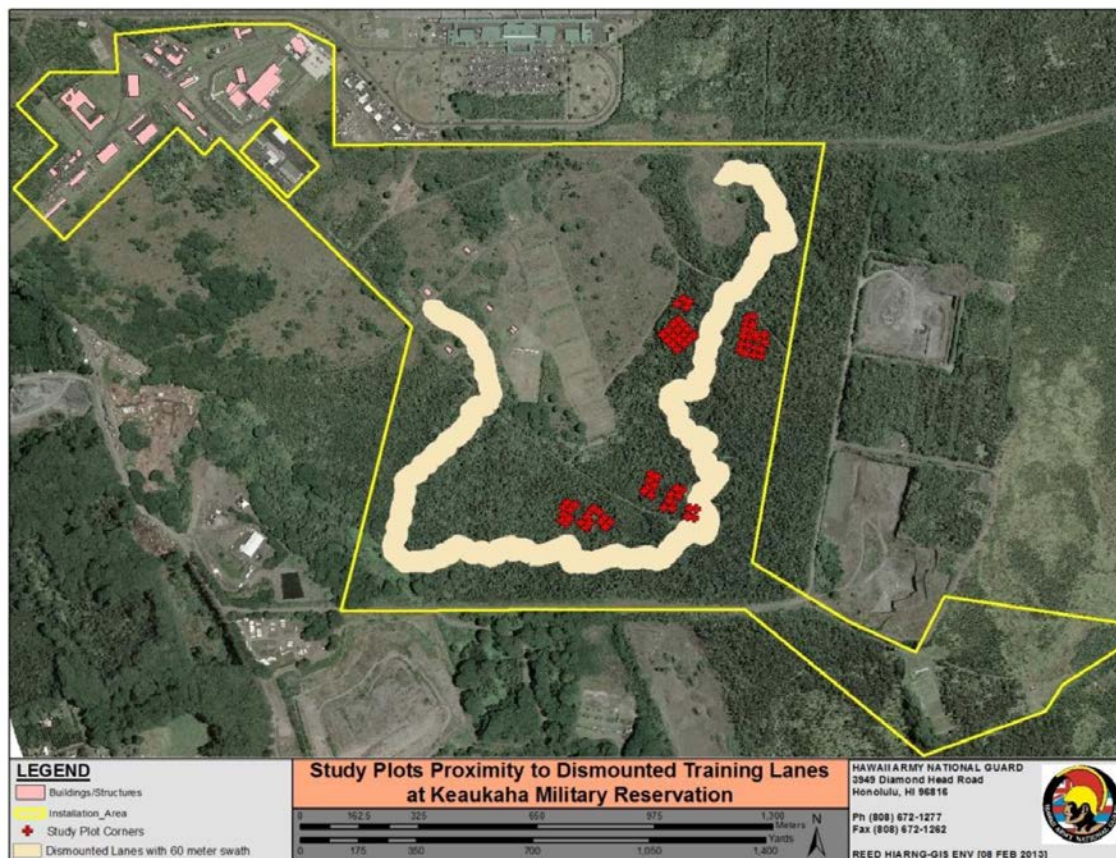 LEGEND
Buildings/Structures
Installation_Area
Study Plot Corners
Dismounted Lanes with 60 meter swath
Study Plots Proximity to Dismounted Training Lanes
at Keaukaha Military Reservation
0 162.5 325 650 975 1,300
Meters
Yards
0 175 350 700 1,050 1,400
N
HAWAII ARMY NATIONAL GUARD
3949 Diamond Head Road
Honolulu, HI 96816
Ph (808) 672-1277
Fax (808) 672-1262
REED HIARNG-GIS ENV [08 FEB 2013]